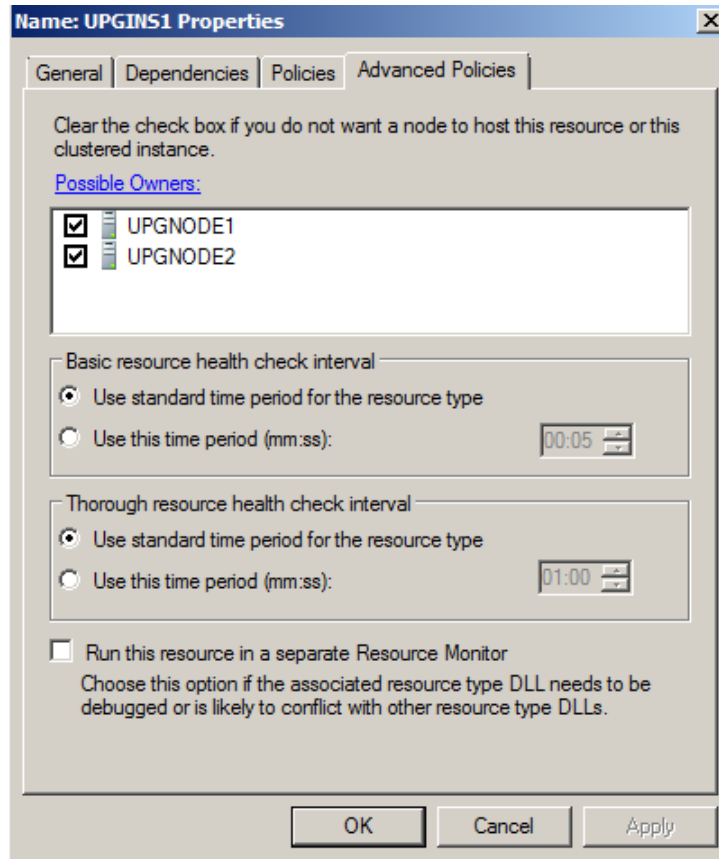 Name: UPGINS1 Properties
General Dependencies Policies Advanced Policies
Clear the check box if you do not want a node to host this resource or this
clustered instance.
Possible Owners:
UPGNODE1
UPGNODE2
Basic resource health check interval
Use standard time period for the resource type
Use this time period (mm:ss): 00:05
Thorough resource health check interval
Use standard time period for the resource type
Use this time period (mm:ss): 01:00
Run this resource in a separate Resource Monitor
Choose this option if the associated resource type DLL needs to be
debugged or is likely to conflict with other resource type DLLs.
OK Cancel Apply